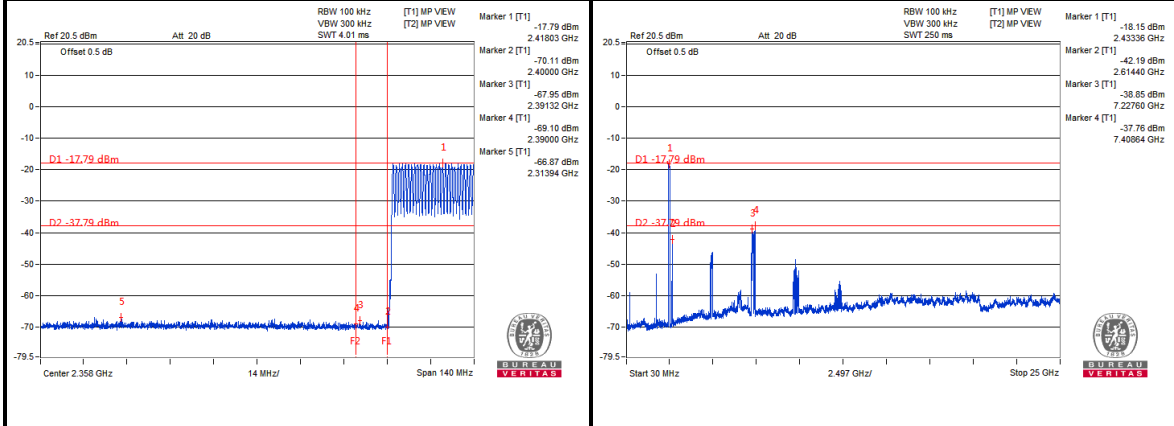 RBW 100 kHz [T1] MP VIEW
VBW 300 kHz [T2] MP VIEW
Ref 20.5 dBm Att 20 dB SWT 4.01 ms
20.5
Offset 0.5 dB
10
0
-10
-20
-30
-40
-50
-60
-70
-79.5
D1 -17.79 dBm
D2 -37.79 dBm
1
5
4 3
2
F2 F1
Center 2.358 GHz 14 MHz/ Span 140 MHz
Marker 1 [T1]
-17.79 dBm
2.41803 GHz
Marker 2 [T1]
-70.11 dBm
2.40000 GHz
Marker 3 [T1]
-67.95 dBm
2.39132 GHz
Marker 4 [T1]
-69.10 dBm
2.39000 GHz
Marker 5 [T1]
-66.87 dBm
2.31394 GHz
BUREAU VERITAS
1828
BUREAU
VERITAS
RBW 100 kHz [T1] MP VIEW
VBW 300 kHz [T2] MP VIEW
Ref 20.5 dBm Att 20 dB SWT 250 ms
20.5
Offset 0.5 dB
10
0
-10
-20
-30
-40
-50
-60
-70
-79.5
1
D1 -17.79 dBm
D2 -37.79 dBm
2
3 4
Start 30 MHz 2.497 GHz/ Stop 25 GHz
Marker 1 [T1]
-18.15 dBm
2.43336 GHz
Marker 2 [T1]
-42.19 dBm
2.61440 GHz
Marker 3 [T1]
-38.85 dBm
7.22760 GHz
Marker 4 [T1]
-37.76 dBm
7.40864 GHz
BUREAU VERITAS
1828
BUREAU
VERITAS